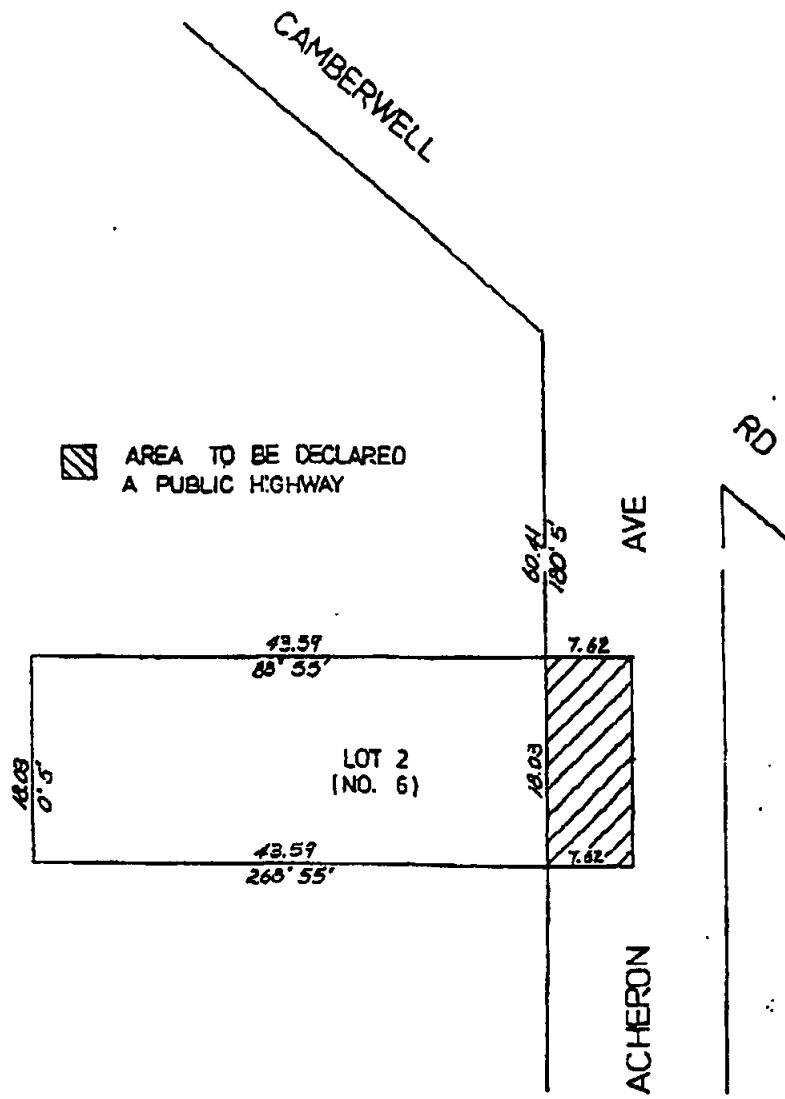 CAMBERWELL
RD
AREA TO BE DECLARED
A PUBLIC HIGHWAY
AVE
60.41
180° 5'
43.59
88° 55'
7.62
18.03
0° 5'
LOT 2
(NO. 6)
18.03
43.59
268° 55'
7.62
ACHERON